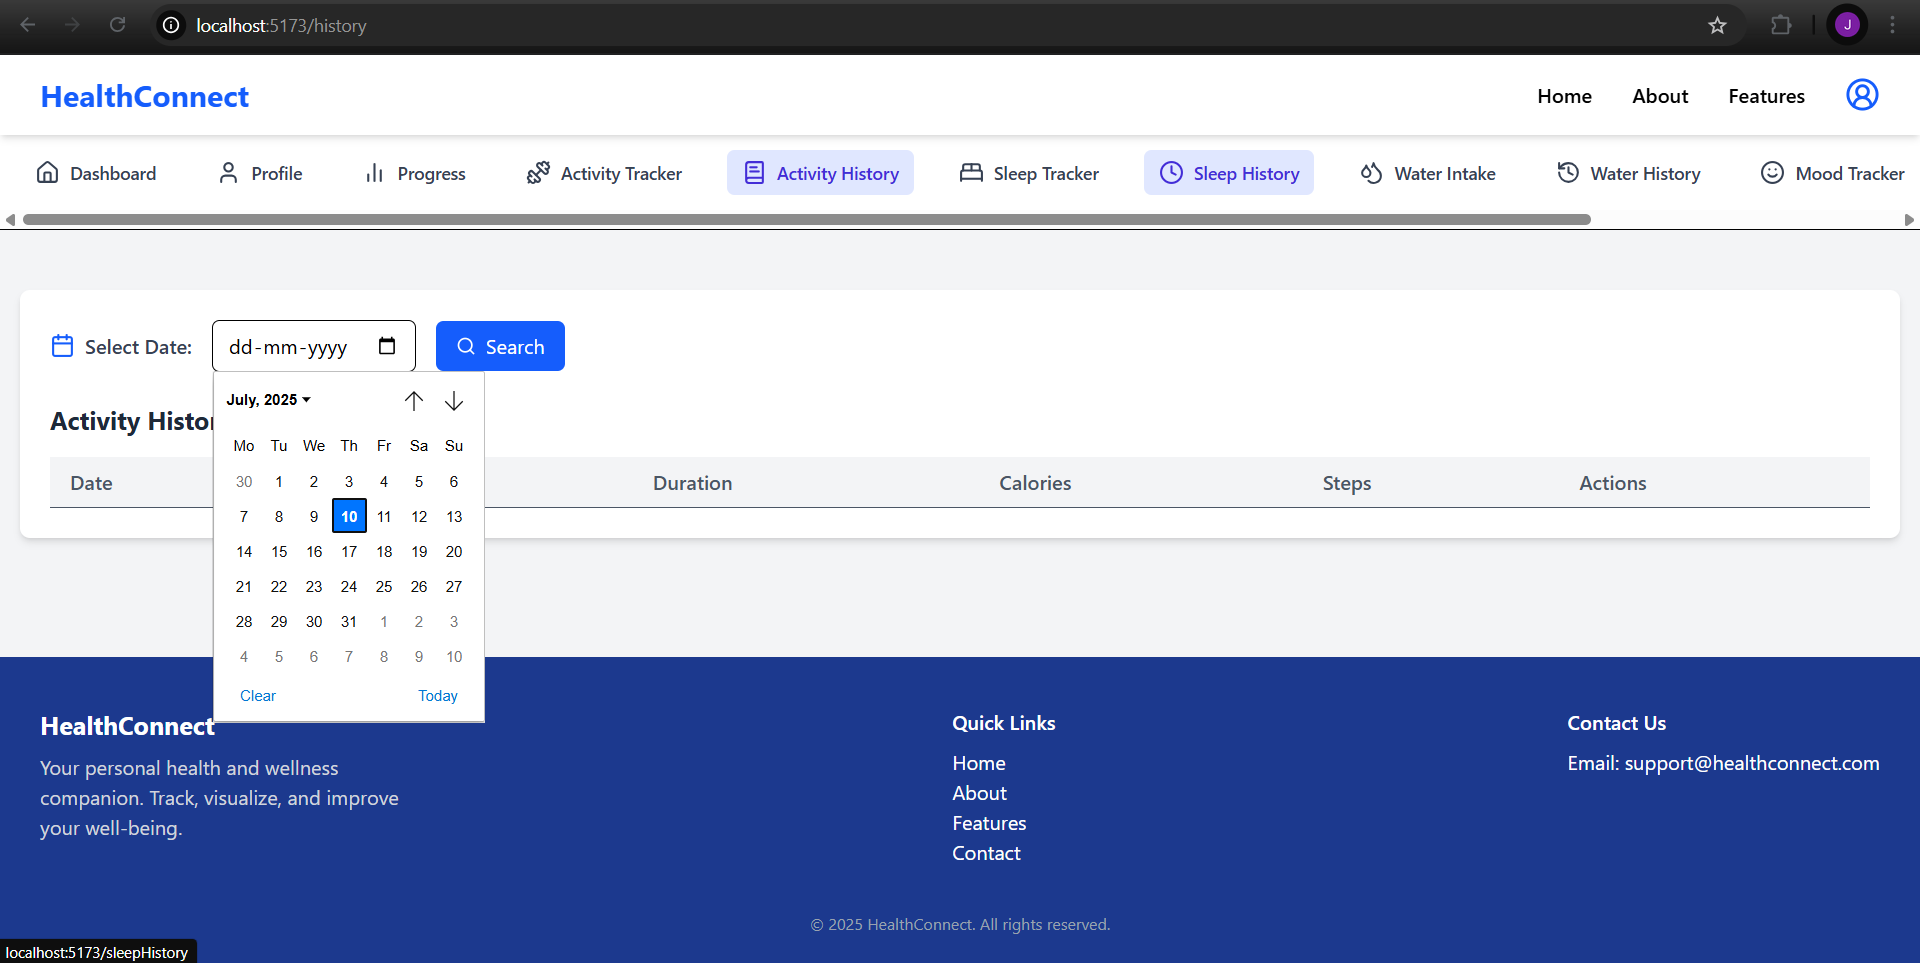 localhost:5173/history
J
HealthConnect
Home About Features
Dashboard Profile Progress Activity Tracker Activity History Sleep Tracker Sleep History Water Intake Water History Mood Tracker
Select Date: dd-mm-yyyy Search
July, 2025
Mo Tu We Th Fr Sa Su
30 1 2 3 4 5 6
7 8 9 10 11 12 13
14 15 16 17 18 19 20
21 22 23 24 25 26 27
28 29 30 31 1 2 3
4 5 6 7 8 9 10
Clear Today
Activity Histo
Date Duration Calories Steps Actions
HealthConnect
Your personal health and wellness
companion. Track, visualize, and improve
your well-being.
Quick Links
Home
About
Features
Contact
Contact Us
Email: support@healthconnect.com
© 2025 HealthConnect. All rights reserved.
localhost:5173/sleepHistory